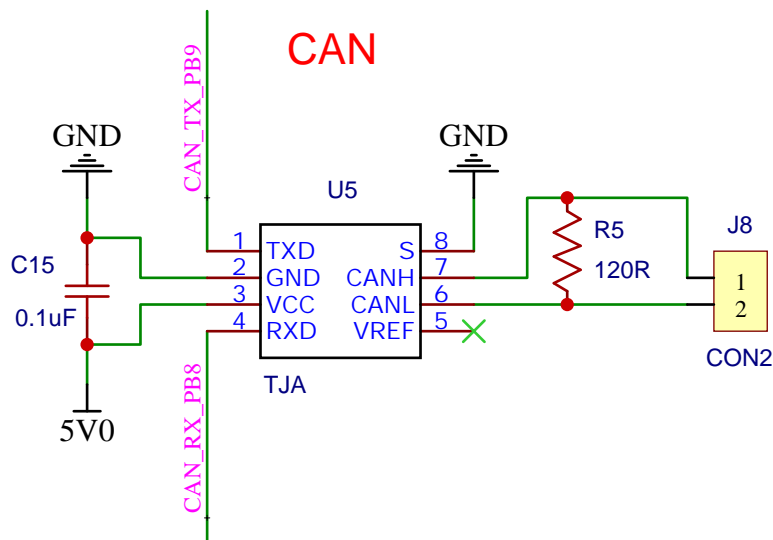 CAN
CAN_TX_PB9
GND
GND
U5
1 TXD
2 GND
3 VCC
4 RXD
S 8
CANH 7
CANL 6
VREF 5
TJA
C15
0.1uF
5V0
CAN_RX_PB8
R5
120R
J8
1
2
CON2